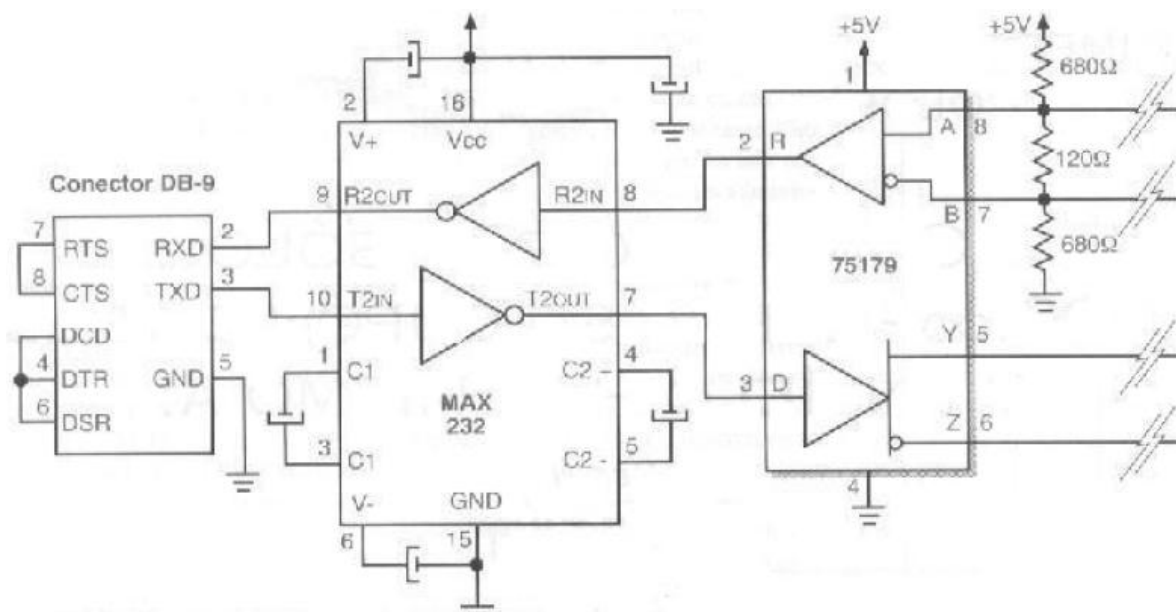 +5V
+5V
680Ω
1
2
16
V+
Vcc
A
8
2
R
120Ω
Conector DB-9
9
R2CUT
R2IN
8
B
7
7
RTS
RXD
2
75179
680Ω
8
CTS
TXD
3
10
T2IN
T2OUT
7
DCD
Y
5
4
DTR
GND
5
1
C1
C2 -
4
3
D
6
DSR
MAX
232
Z
6
3
C1
C2 -
5
V-
GND
4
6
15